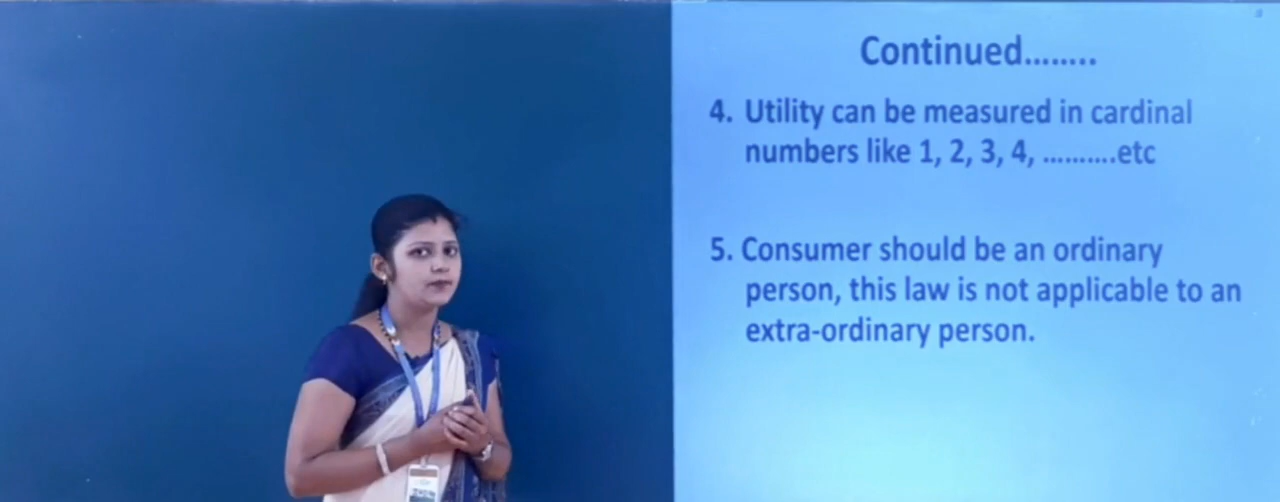 Continued........
4. Utility can be measured in cardinal
numbers like 1, 2, 3, 4, ..........etc
5. Consumer should be an ordinary
person, this law is not applicable to an
extra-ordinary person.